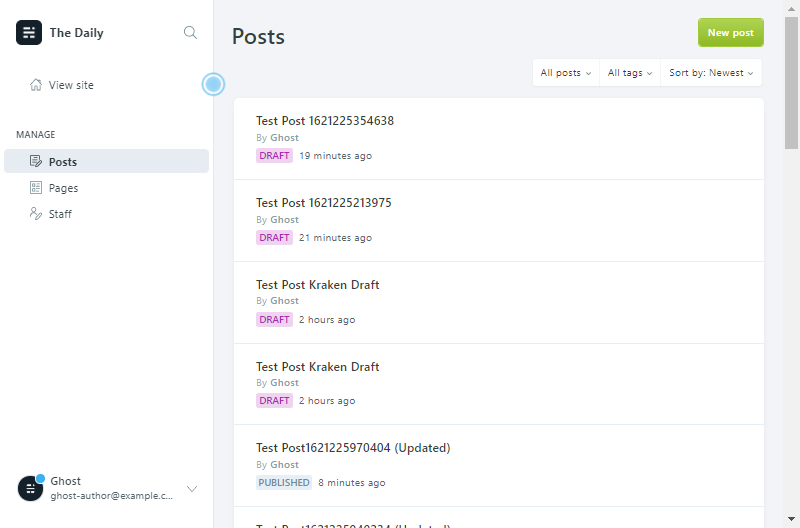 The Daily
View site
MANAGE
Posts
Pages
Staff
Ghost
ghost-author@example.c...
Posts
New post
All posts
All tags
Sort by: Newest
Test Post 1621225354638
By Ghost
DRAFT 19 minutes ago
Test Post 1621225213975
By Ghost
DRAFT 21 minutes ago
Test Post Kraken Draft
By Ghost
DRAFT 2 hours ago
Test Post Kraken Draft
By Ghost
DRAFT 2 hours ago
Test Post1621225970404 (Updated)
By Ghost
PUBLISHED 8 minutes ago